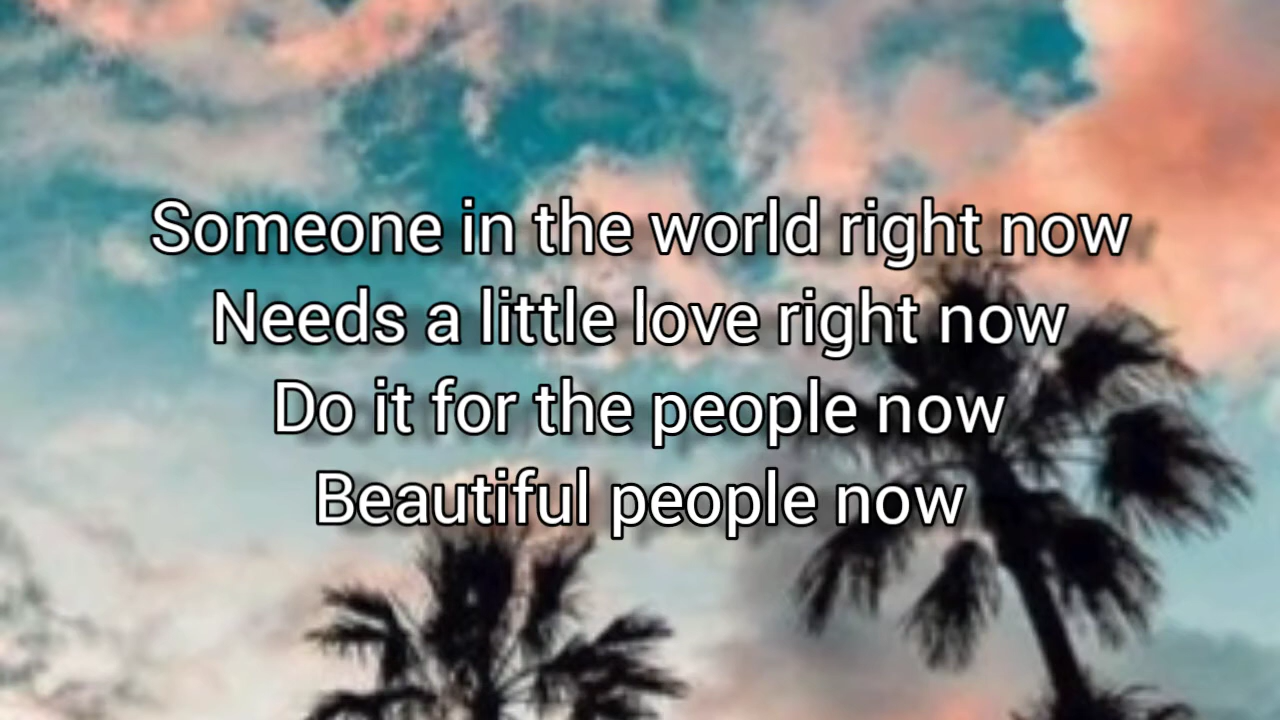 Someone in the world right now
Needs a little love right now
Do it for the people now
Beautiful people now